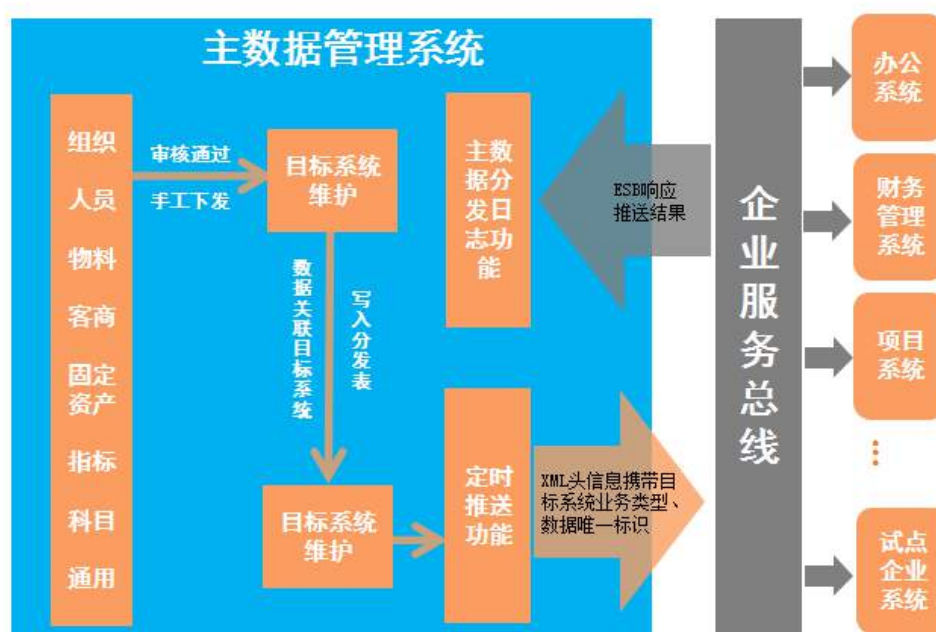 主数据管理系统
组织
人员
物料
客商
固定
资产
指标
科目
通用
审核通过
手工下发
目标系统
维护
数据关联目标系统
写入分发表
目标系统
维护
主数
据分
发日
志功
能
定时
推送
功能
ESB响应
推送结果
XML头信息携带目
标系统业务类型、
数据唯一标识
企业服务总线
办公
系统
财务
管理
系统
项目
系统
试点
企业
系统